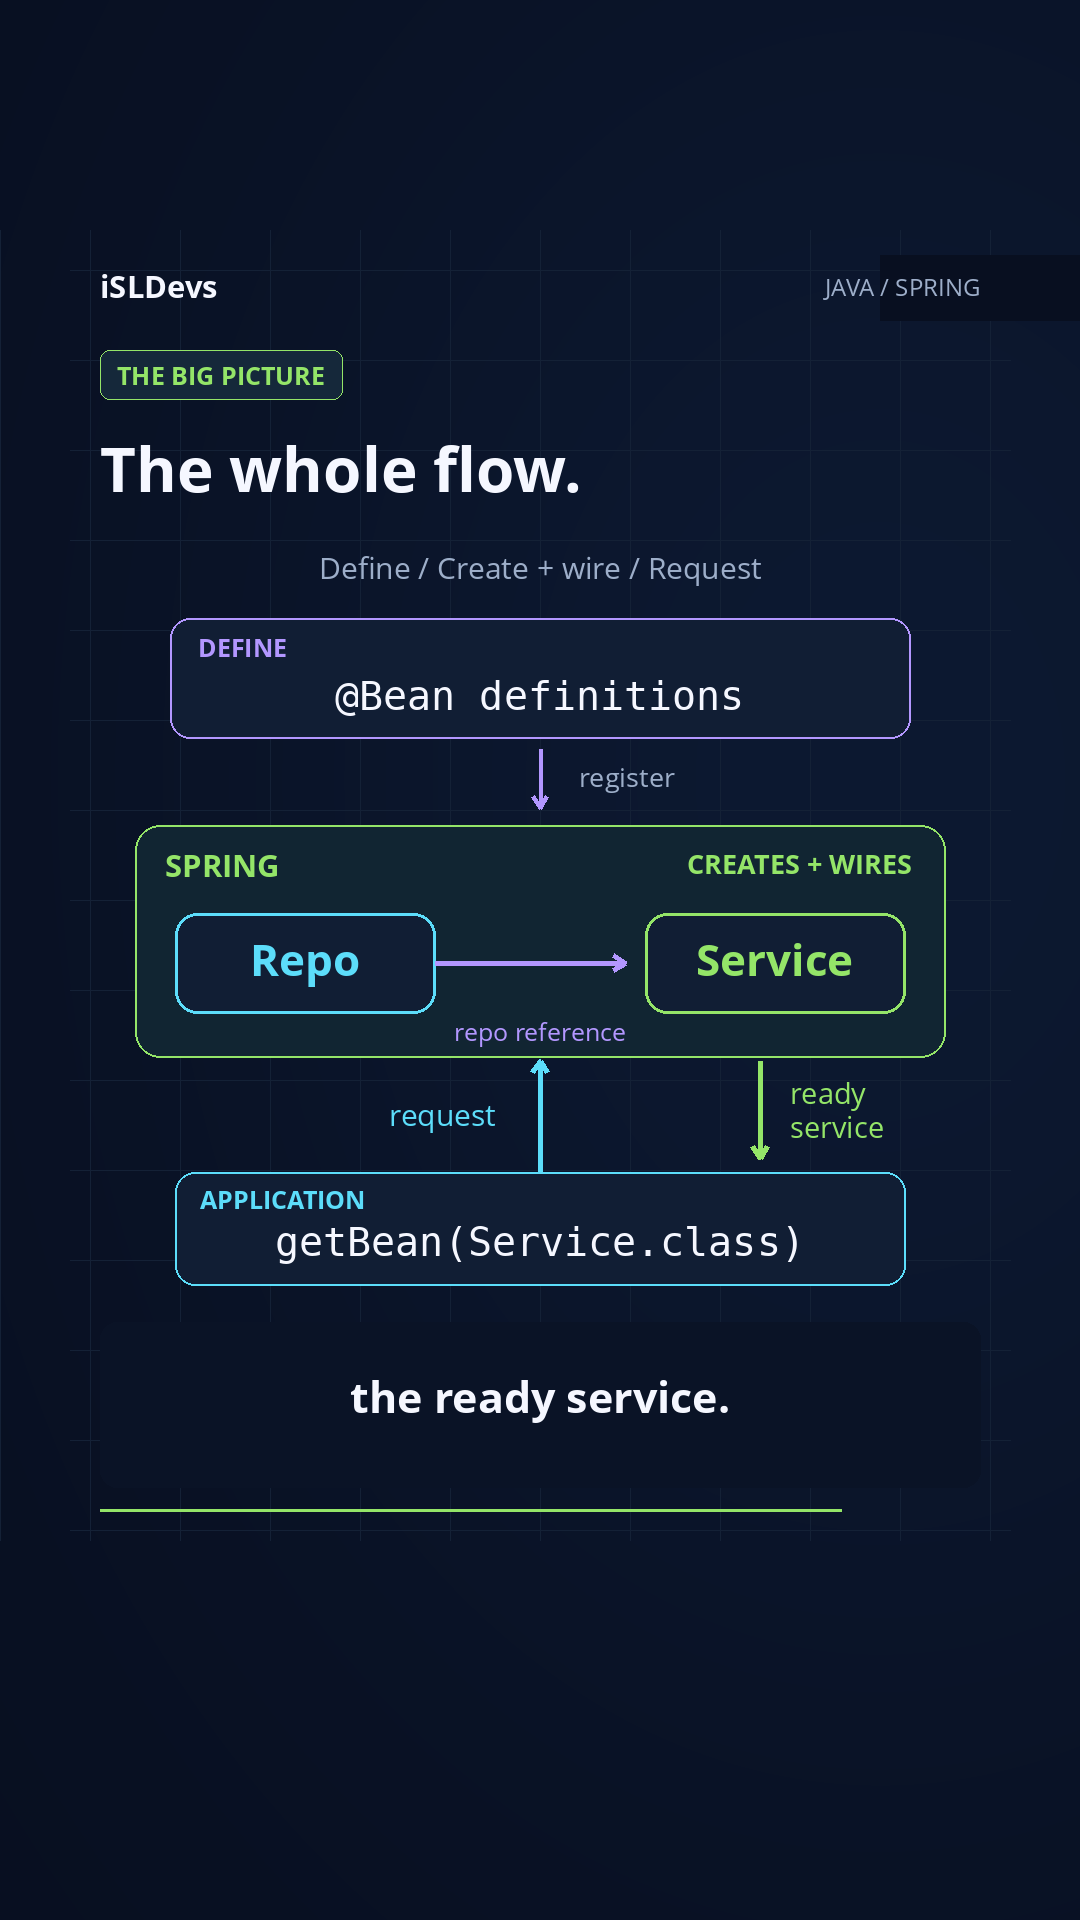 iSLDevs
JAVA / SPRING
THE BIG PICTURE
The whole flow.
Define / Create + wire / Request
DEFINE
@Bean definitions
register
SPRING
CREATES + WIRES
Repo
Service
repo reference
request
ready
service
APPLICATION
getBean(Service.class)
the ready service.